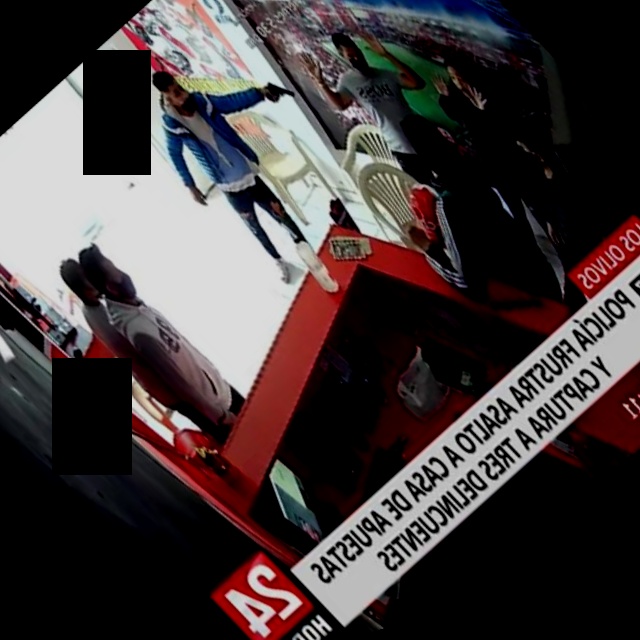 LOS OLIVOS
POLICÍA FRUSTRA ASALTO A CASA DE APUESTAS
Y CAPTURA A TRES DELINCUENTES
24